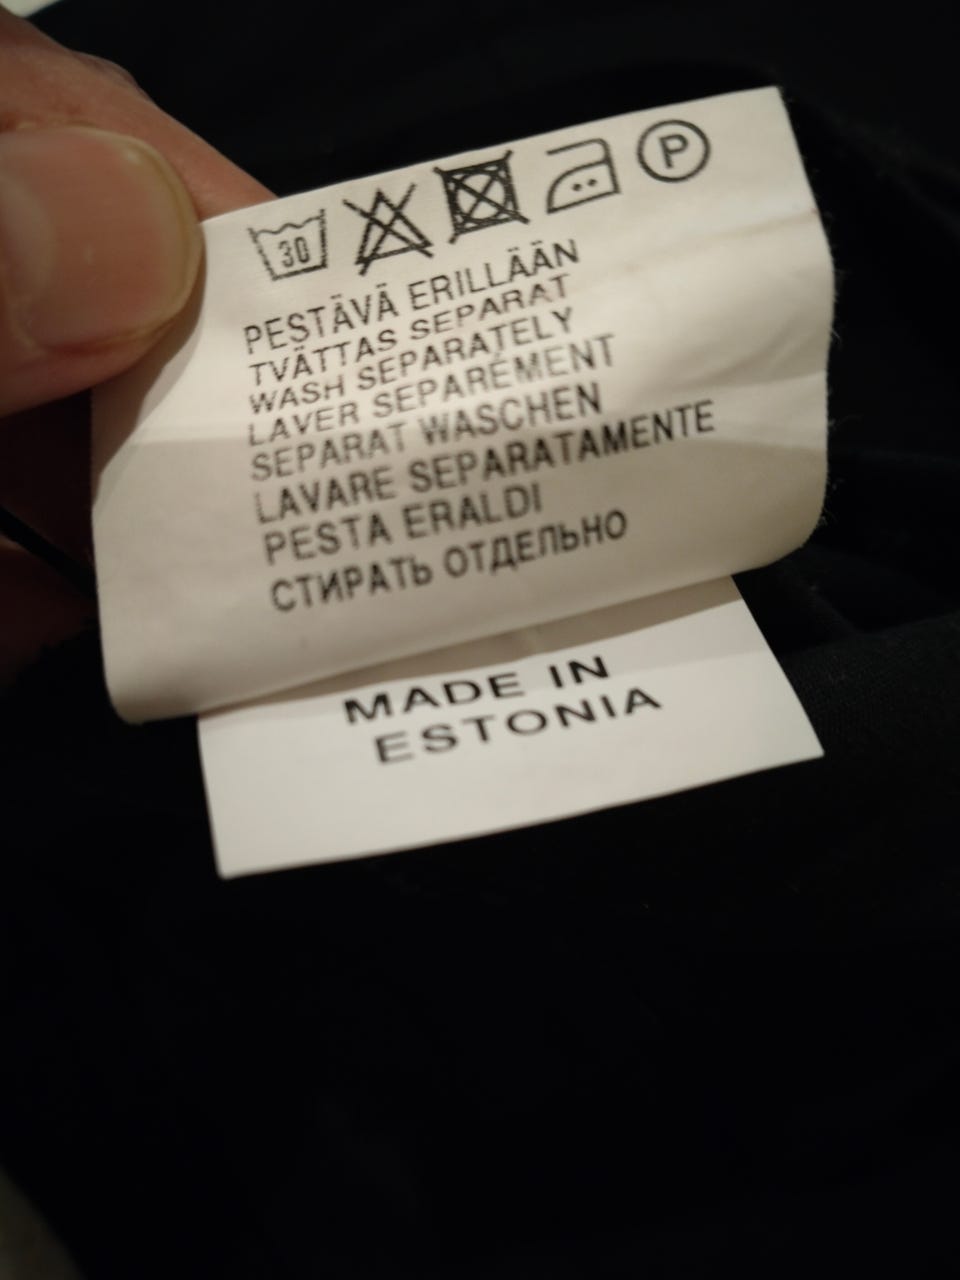 30
P
PESTÄVÄ ERILLÄÄN
TVÄTTAS SEPARAT
WASH SEPARATELY
LAVER SEPARÉMENT
SEPARAT WASCHEN
LAVARE SEPARATAMENTE
PESTA ERALDI
СТИРАТЬ ОТДЕЛЬНО
MADE IN
ESTONIA